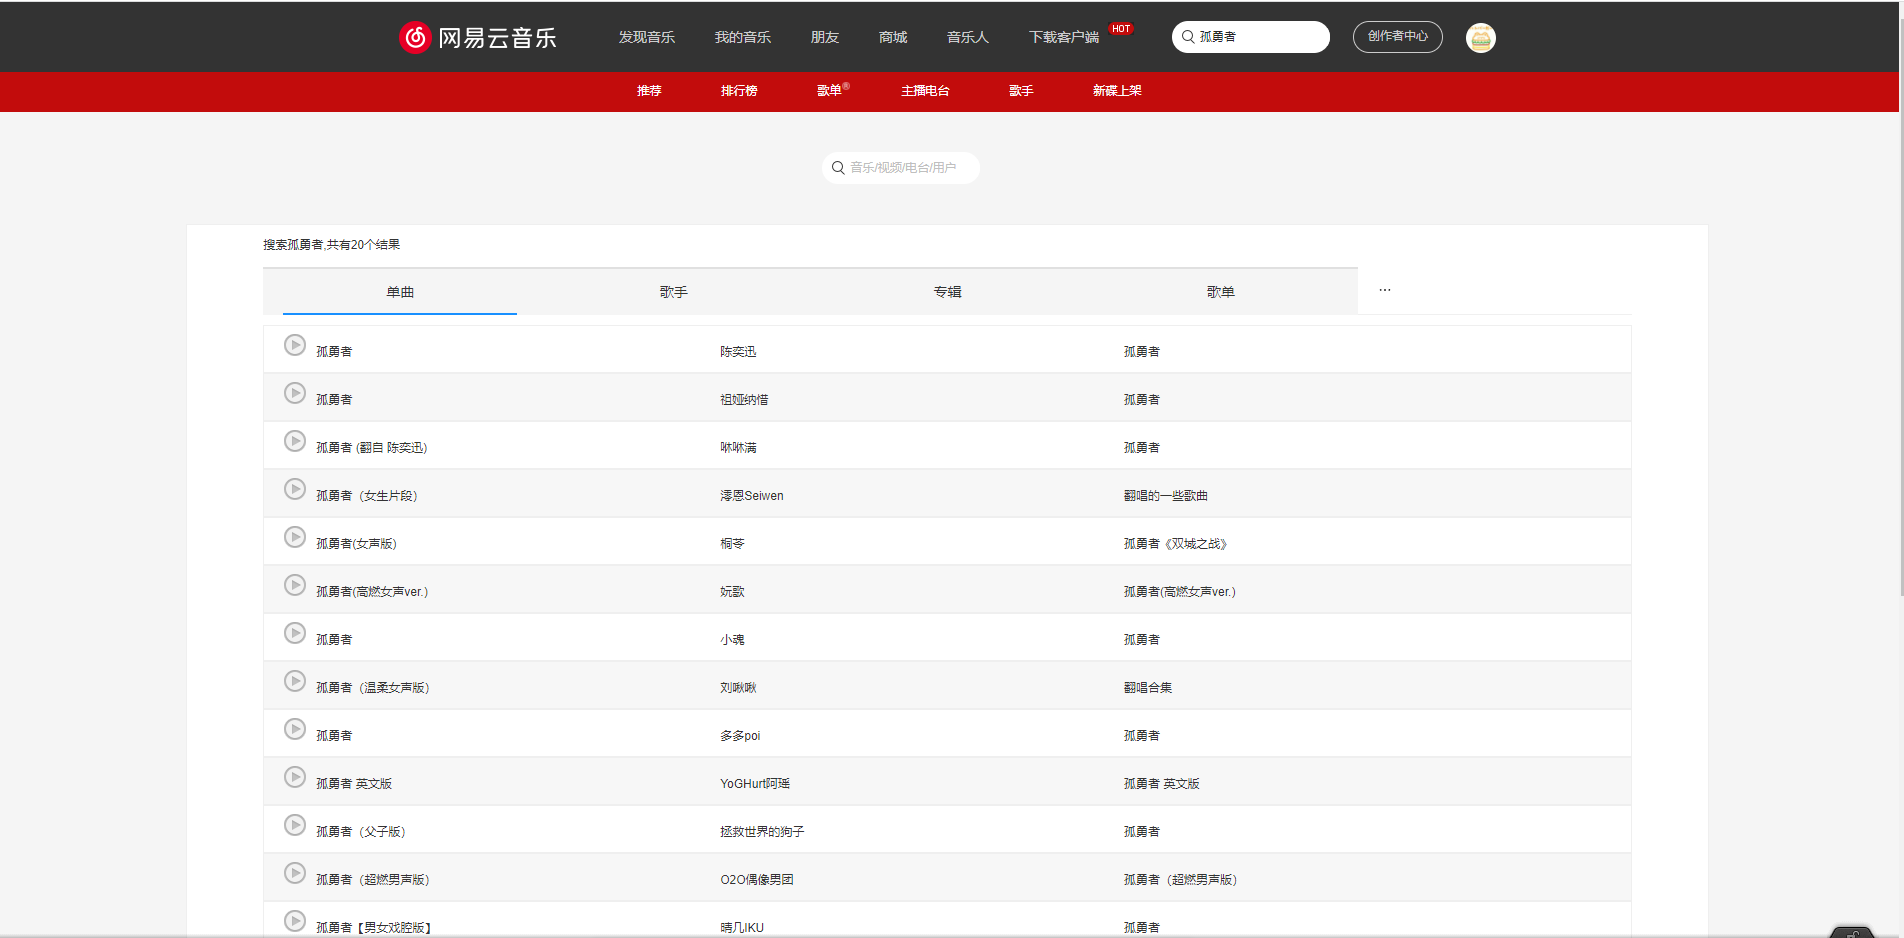 网易云音乐 发现音乐 我的音乐 朋友 商城 音乐人 下载客户端 HOT 孤勇者 创作者中心
推荐 排行榜 歌单® 主播电台 歌手 新碟上架
音乐/视频/电台/用户
搜索孤勇者,共有20个结果
单曲 歌手 专辑 歌单 ...
孤勇者 陈奕迅 孤勇者
孤勇者 祖娅纳惜 孤勇者
孤勇者 (翻自 陈奕迅) 咻咻满 孤勇者
孤勇者（女生片段） 澪恩Seiwen 翻唱的一些歌曲
孤勇者(女声版) 桐苓 孤勇者《双城之战》
孤勇者(高燃女声ver.) 妧歌 孤勇者(高燃女声ver.)
孤勇者 小魂 孤勇者
孤勇者（温柔女声版） 刘啾啾 翻唱合集
孤勇者 多多poi 孤勇者
孤勇者 英文版 YoGHurt阿瑶 孤勇者 英文版
孤勇者（父子版） 拯救世界的狗子 孤勇者
孤勇者（超燃男声版） O2O偶像男团 孤勇者（超燃男声版）
孤勇者【男女戏腔版】 晴几IKU 孤勇者